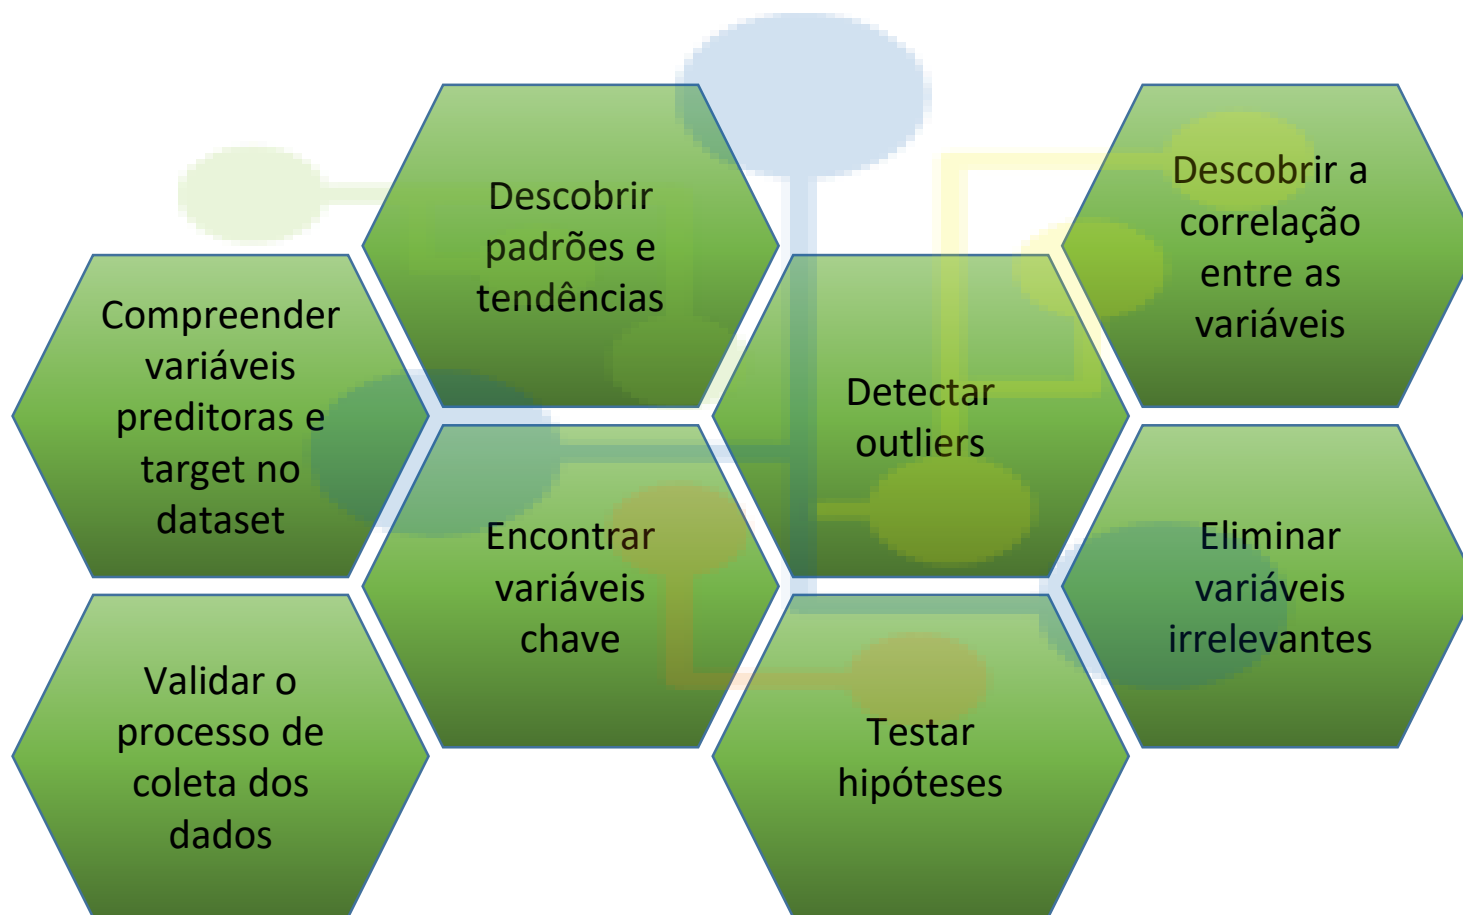 Compreender
variáveis
preditoras e
target no
dataset
Descobrir
padrões e
tendências
Detectar
outliers
Descobrir a
correlação
entre as
variáveis
Validar o
processo de
coleta dos
dados
Encontrar
variáveis
chave
Testar
hipóteses
Eliminar
variáveis
irrelevantes